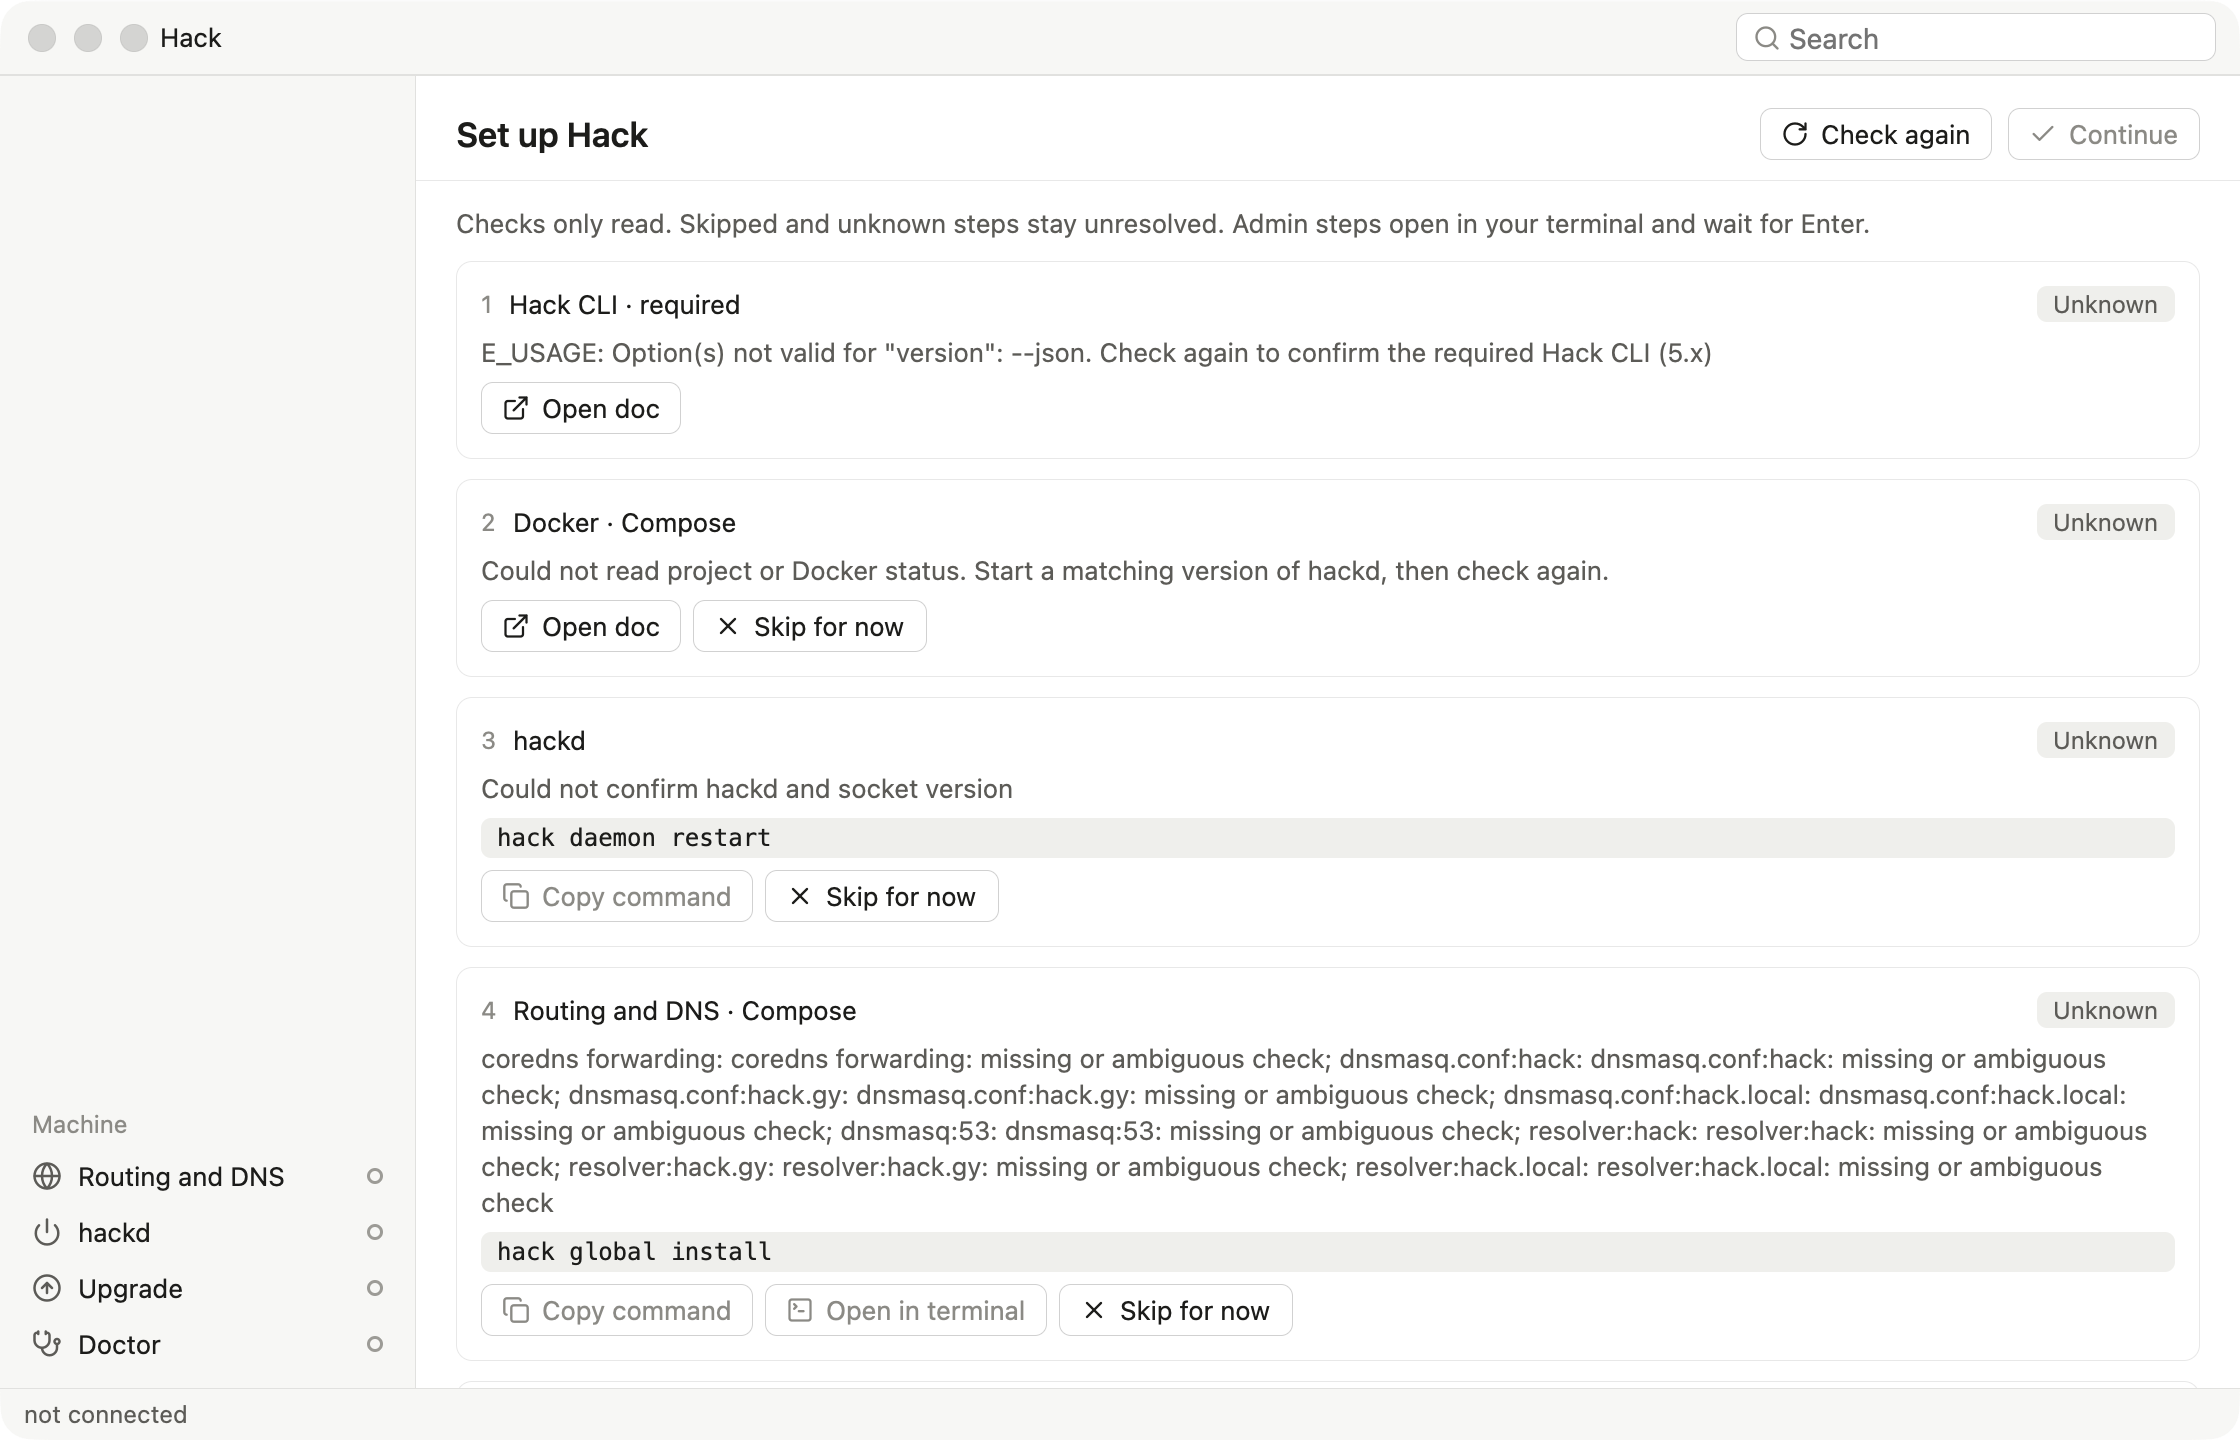 Hack
Search
Set up Hack
Check again
Continue
Checks only read. Skipped and unknown steps stay unresolved. Admin steps open in your terminal and wait for Enter.
1 Hack CLI · required
Unknown
E_USAGE: Option(s) not valid for "version": --json. Check again to confirm the required Hack CLI (5.x)
Open doc
2 Docker · Compose
Unknown
Could not read project or Docker status. Start a matching version of hackd, then check again.
Open doc
Skip for now
3 hackd
Unknown
Could not confirm hackd and socket version
hack daemon restart
Copy command
Skip for now
4 Routing and DNS · Compose
Unknown
coredns forwarding: coredns forwarding: missing or ambiguous check; dnsmasq.conf:hack: dnsmasq.conf:hack: missing or ambiguous
check; dnsmasq.conf:hack.gy: dnsmasq.conf:hack.gy: missing or ambiguous check; dnsmasq.conf:hack.local: dnsmasq.conf:hack.local:
missing or ambiguous check; dnsmasq:53: dnsmasq:53: missing or ambiguous check; resolver:hack: resolver:hack: missing or ambiguous
check; resolver:hack.gy: resolver:hack.gy: missing or ambiguous check; resolver:hack.local: resolver:hack.local: missing or ambiguous
check
hack global install
Copy command
Open in terminal
Skip for now
Machine
Routing and DNS
hackd
Upgrade
Doctor
not connected